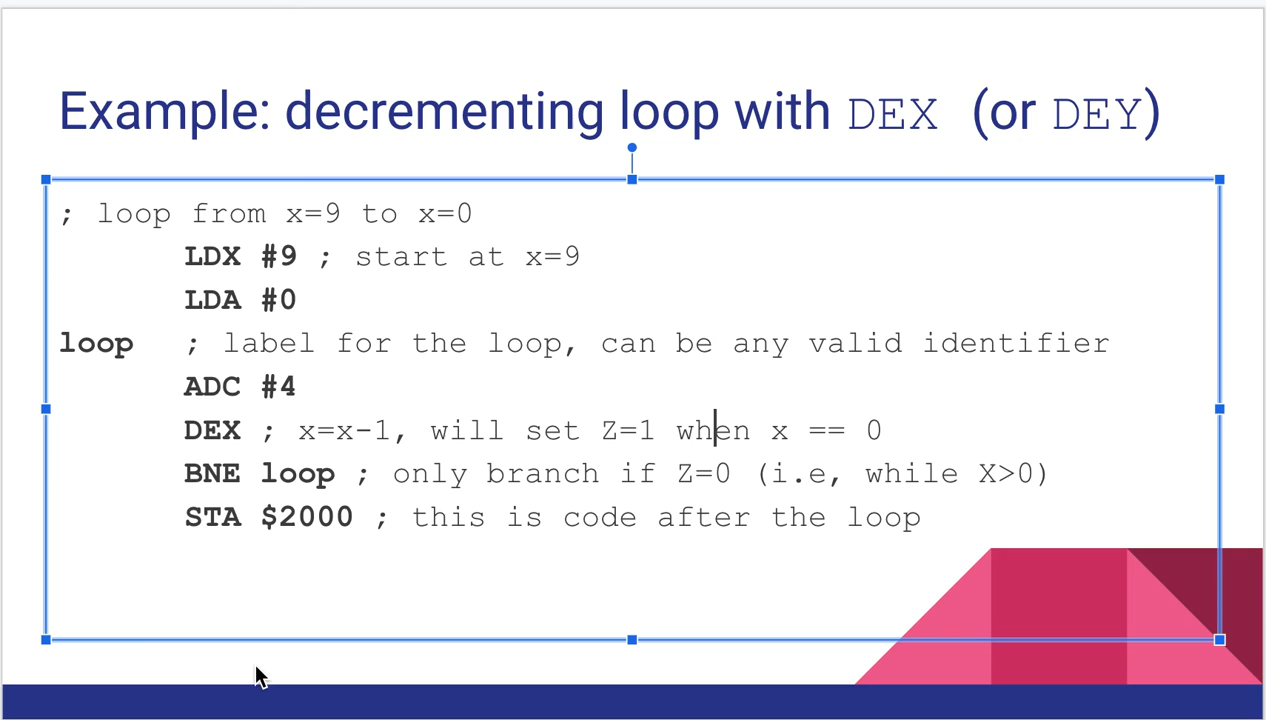 Example: decrementing loop with DEX (or DEY)
; loop from x=9 to x=0
LDX #9 ; start at x=9
LDA #0
loop ; label for the loop, can be any valid identifier
ADC #4
DEX ; x=x-1, will set Z=1 when x == 0
BNE loop ; only branch if Z=0 (i.e, while X>0)
STA $2000 ; this is code after the loop